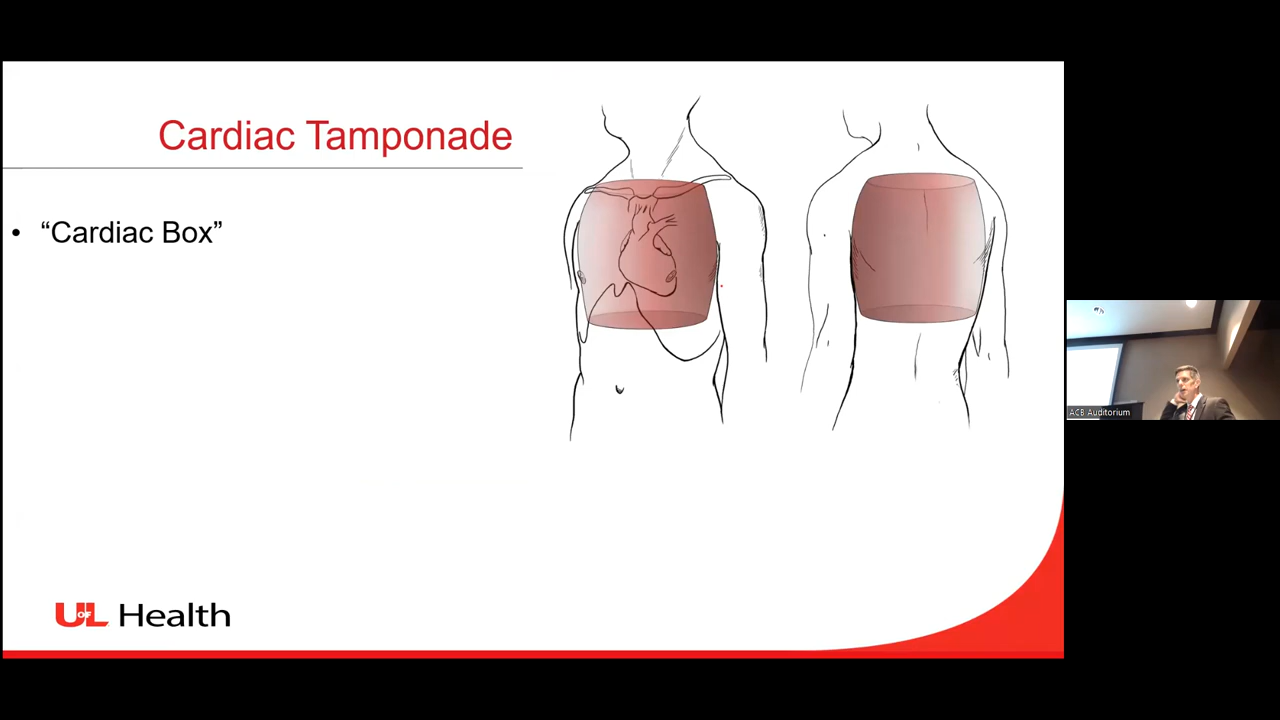 Cardiac Tamponade
• “Cardiac Box”
UofL Health
ACB Auditorium